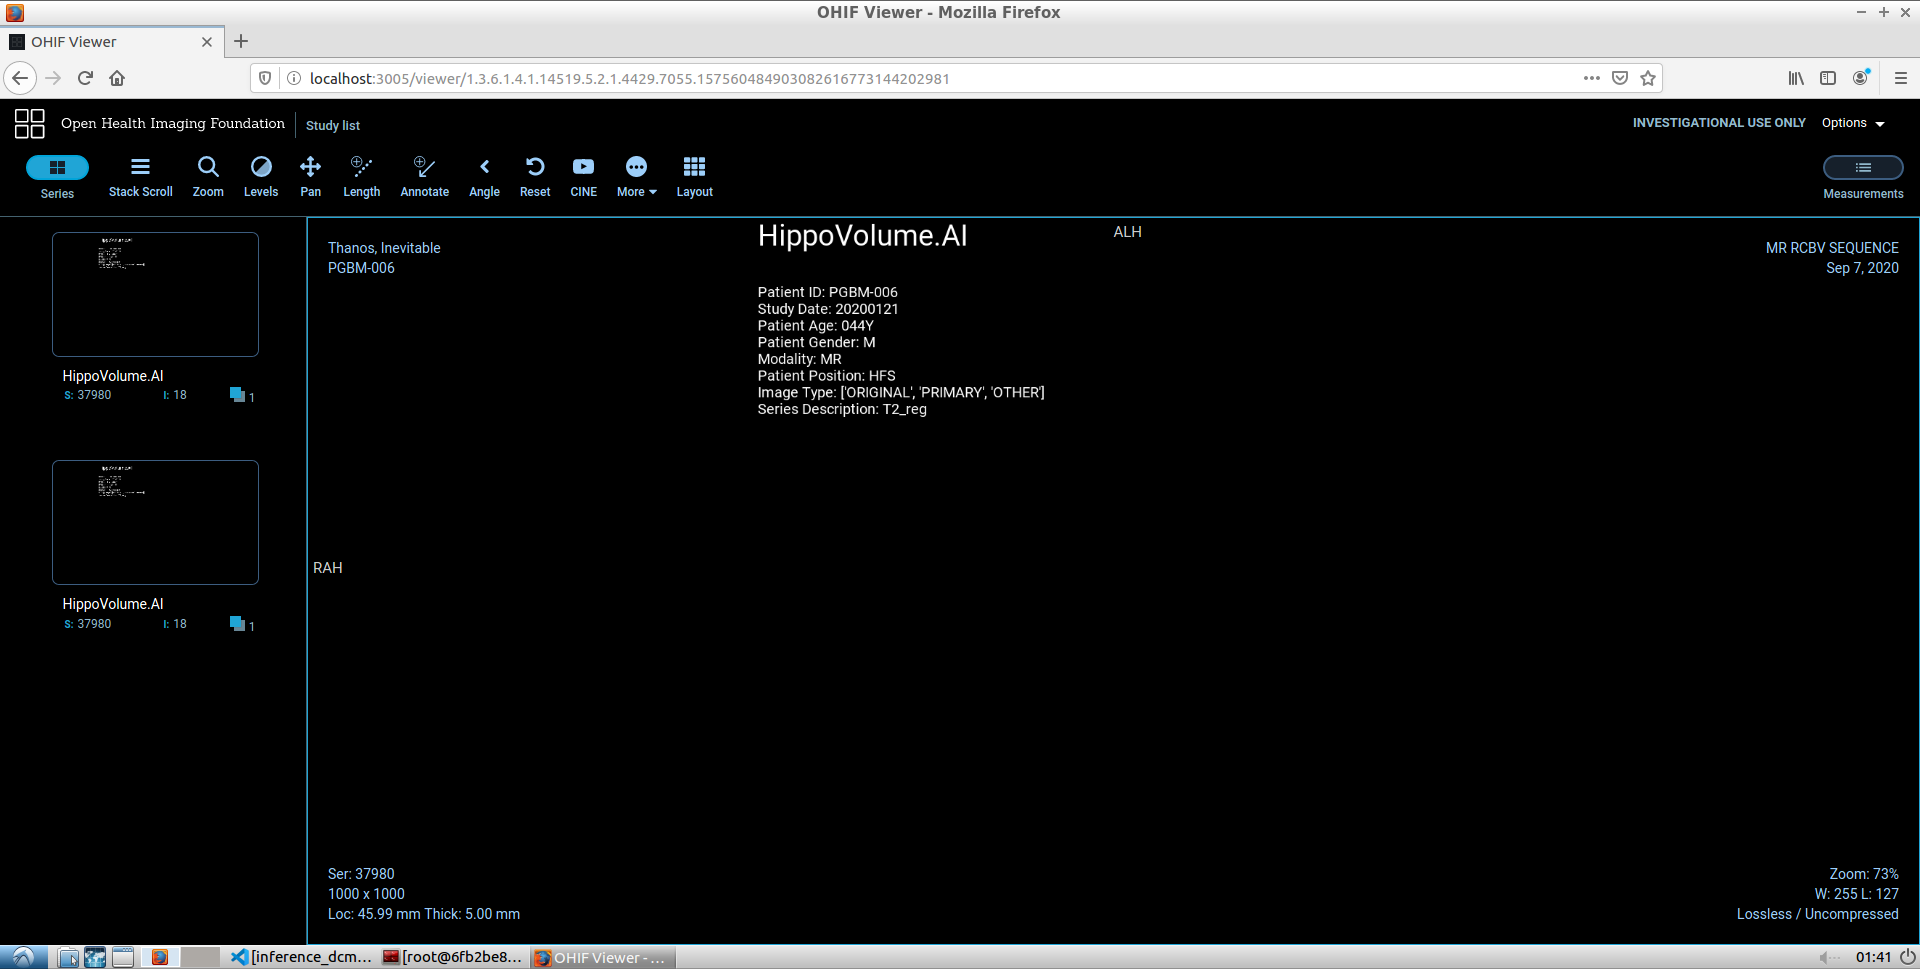 OHIF Viewer - Mozilla Firefox
OHIF Viewer
localhost:3005/viewer/1.3.6.1.4.1.14519.5.2.1.4429.7055.157560484903082616773144202981
Open Health Imaging Foundation
Study list
INVESTIGATIONAL USE ONLY
Options
Series
Stack Scroll
Zoom
Levels
Pan
Length
Annotate
Angle
Reset
CINE
More
Layout
Measurements
HippoVolume.AI
S: 37980 I: 18 1
HippoVolume.AI
S: 37980 I: 18 1
Thanos, Inevitable
PGBM-006
HippoVolume.AI
ALH
MR RCBV SEQUENCE
Sep 7, 2020
Patient ID: PGBM-006
Study Date: 20200121
Patient Age: 044Y
Patient Gender: M
Modality: MR
Patient Position: HFS
Image Type: ['ORIGINAL', 'PRIMARY', 'OTHER']
Series Description: T2_reg
RAH
Ser: 37980
1000 x 1000
Loc: 45.99 mm Thick: 5.00 mm
Zoom: 73%
W: 255 L: 127
Lossless / Uncompressed
[inference_dcm...
[root@6fb2be8...
OHIF Viewer - ...
01:41